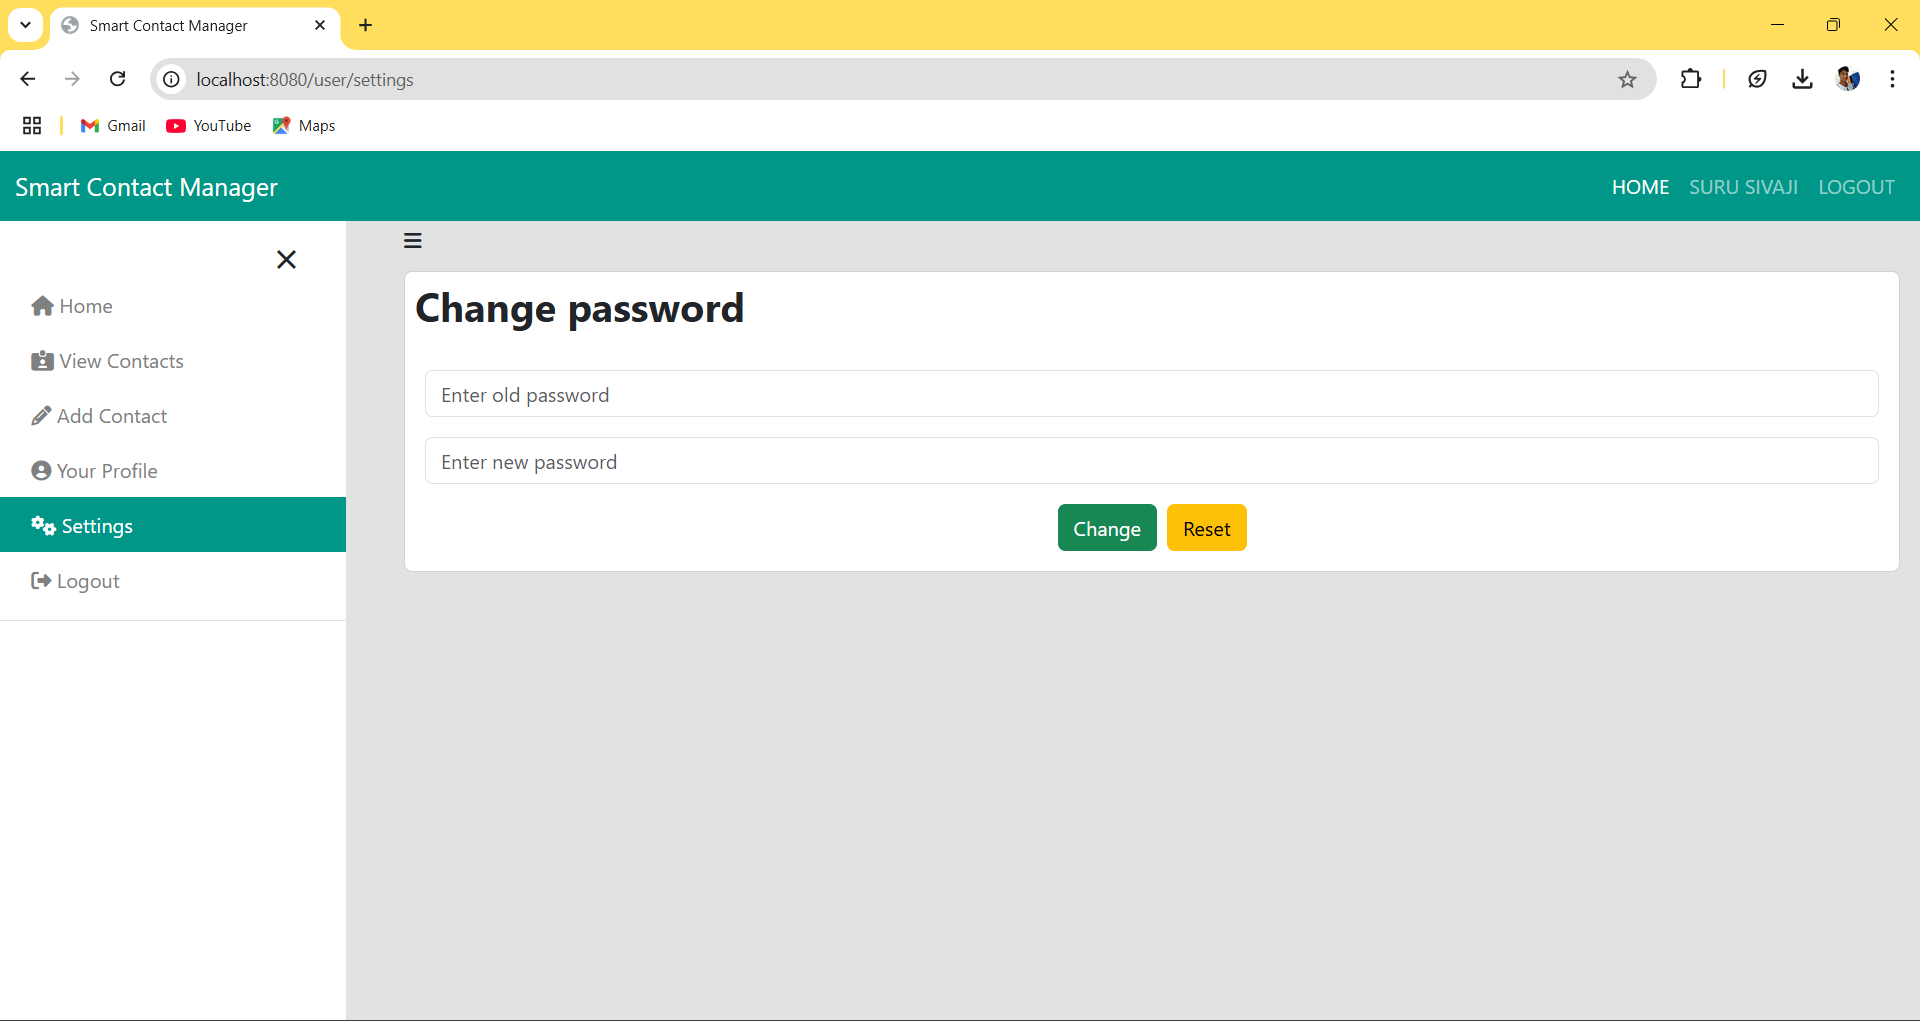 Smart Contact Manager
localhost:8080/user/settings
Gmail YouTube Maps
Smart Contact Manager HOME SURU SIVAJI LOGOUT
Home
View Contacts
Add Contact
Your Profile
Settings
Logout
Change password
Enter old password
Enter new password
Change Reset